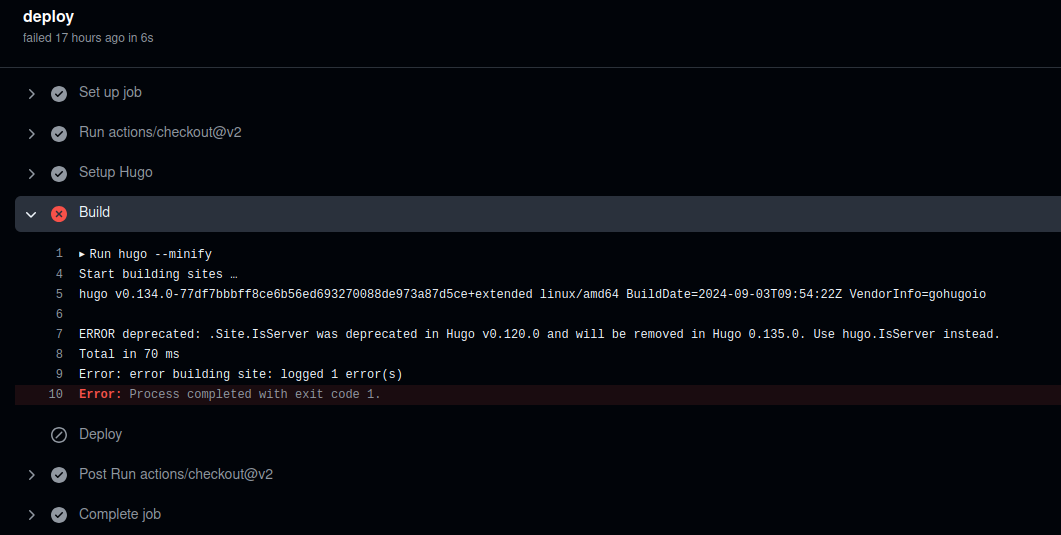 deploy
failed 17 hours ago in 6s
Set up job
Run actions/checkout@v2
Setup Hugo
Build
1 ▸ Run hugo --minify
4 Start building sites …
5 hugo v0.134.0-77df7bbbff8ce6b56ed693270088de973a87d5ce+extended linux/amd64 BuildDate=2024-09-03T09:54:22Z VendorInfo=gohugoio
6
7 ERROR deprecated: .Site.IsServer was deprecated in Hugo v0.120.0 and will be removed in Hugo 0.135.0. Use hugo.IsServer instead.
8 Total in 70 ms
9 Error: error building site: logged 1 error(s)
10 Error: Process completed with exit code 1.
Deploy
Post Run actions/checkout@v2
Complete job